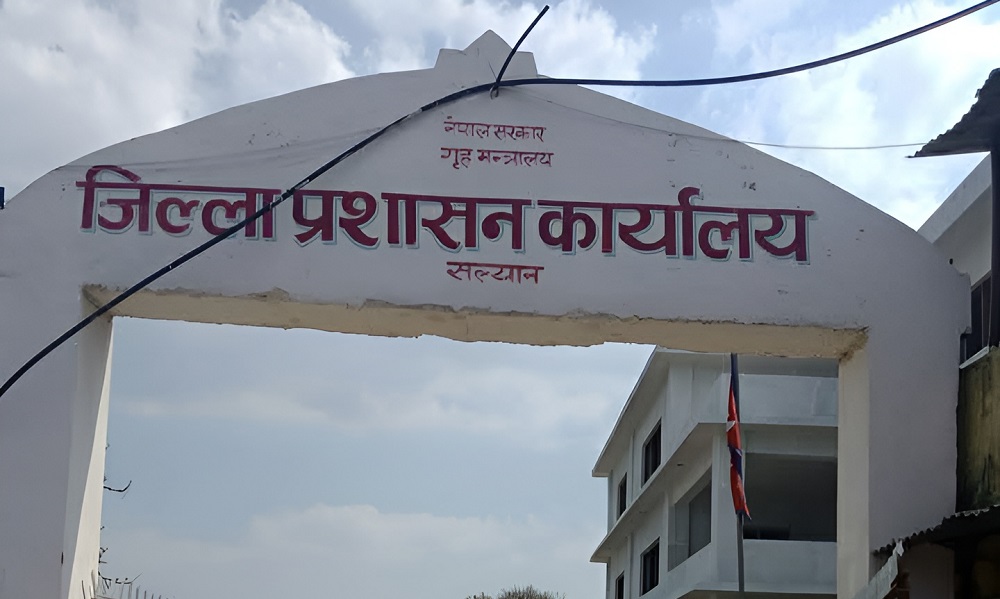 नेपाल सरकार
गृह मन्त्रालय
जिल्ला प्रशासन कार्यालय
सल्यान